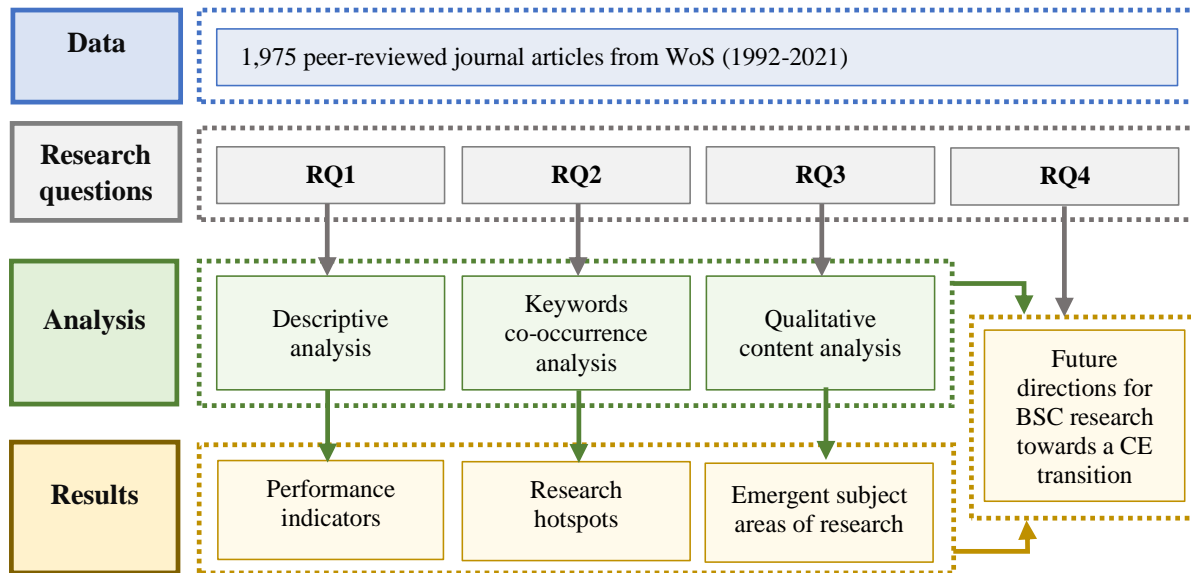 Data
1,975 peer-reviewed journal articles from WoS (1992-2021)
Research
questions
RQ1
RQ2
RQ3
RQ4
Analysis
Descriptive
analysis
Keywords
co-occurrence
analysis
Qualitative
content analysis
Future
directions for
BSC research
towards a CE
transition
Results
Performance
indicators
Research
hotspots
Emergent subject
areas of research